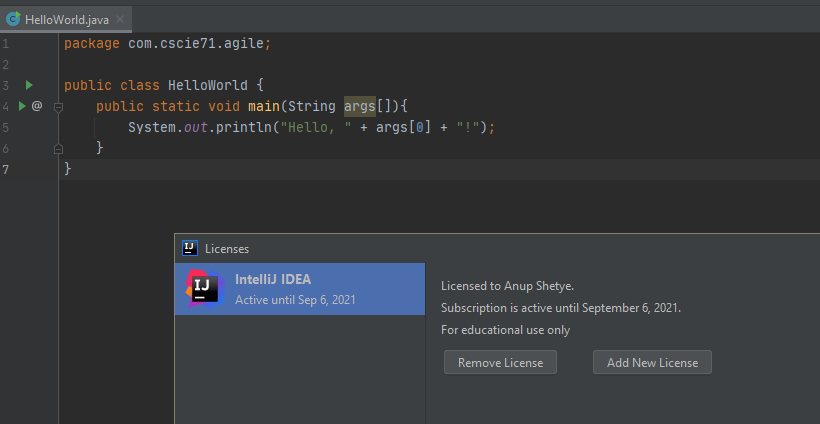 HelloWorld.java
1 package com.cscie71.agile;
2
3 public class HelloWorld {
4 @ public static void main(String args[]){
5 System.out.println("Hello, " + args[0] + "!");
6 }
7 }
IJ Licenses
IJ IntelliJ IDEA
Active until Sep 6, 2021
Licensed to Anup Shetye.
Subscription is active until September 6, 2021.
For educational use only
Remove License Add New License